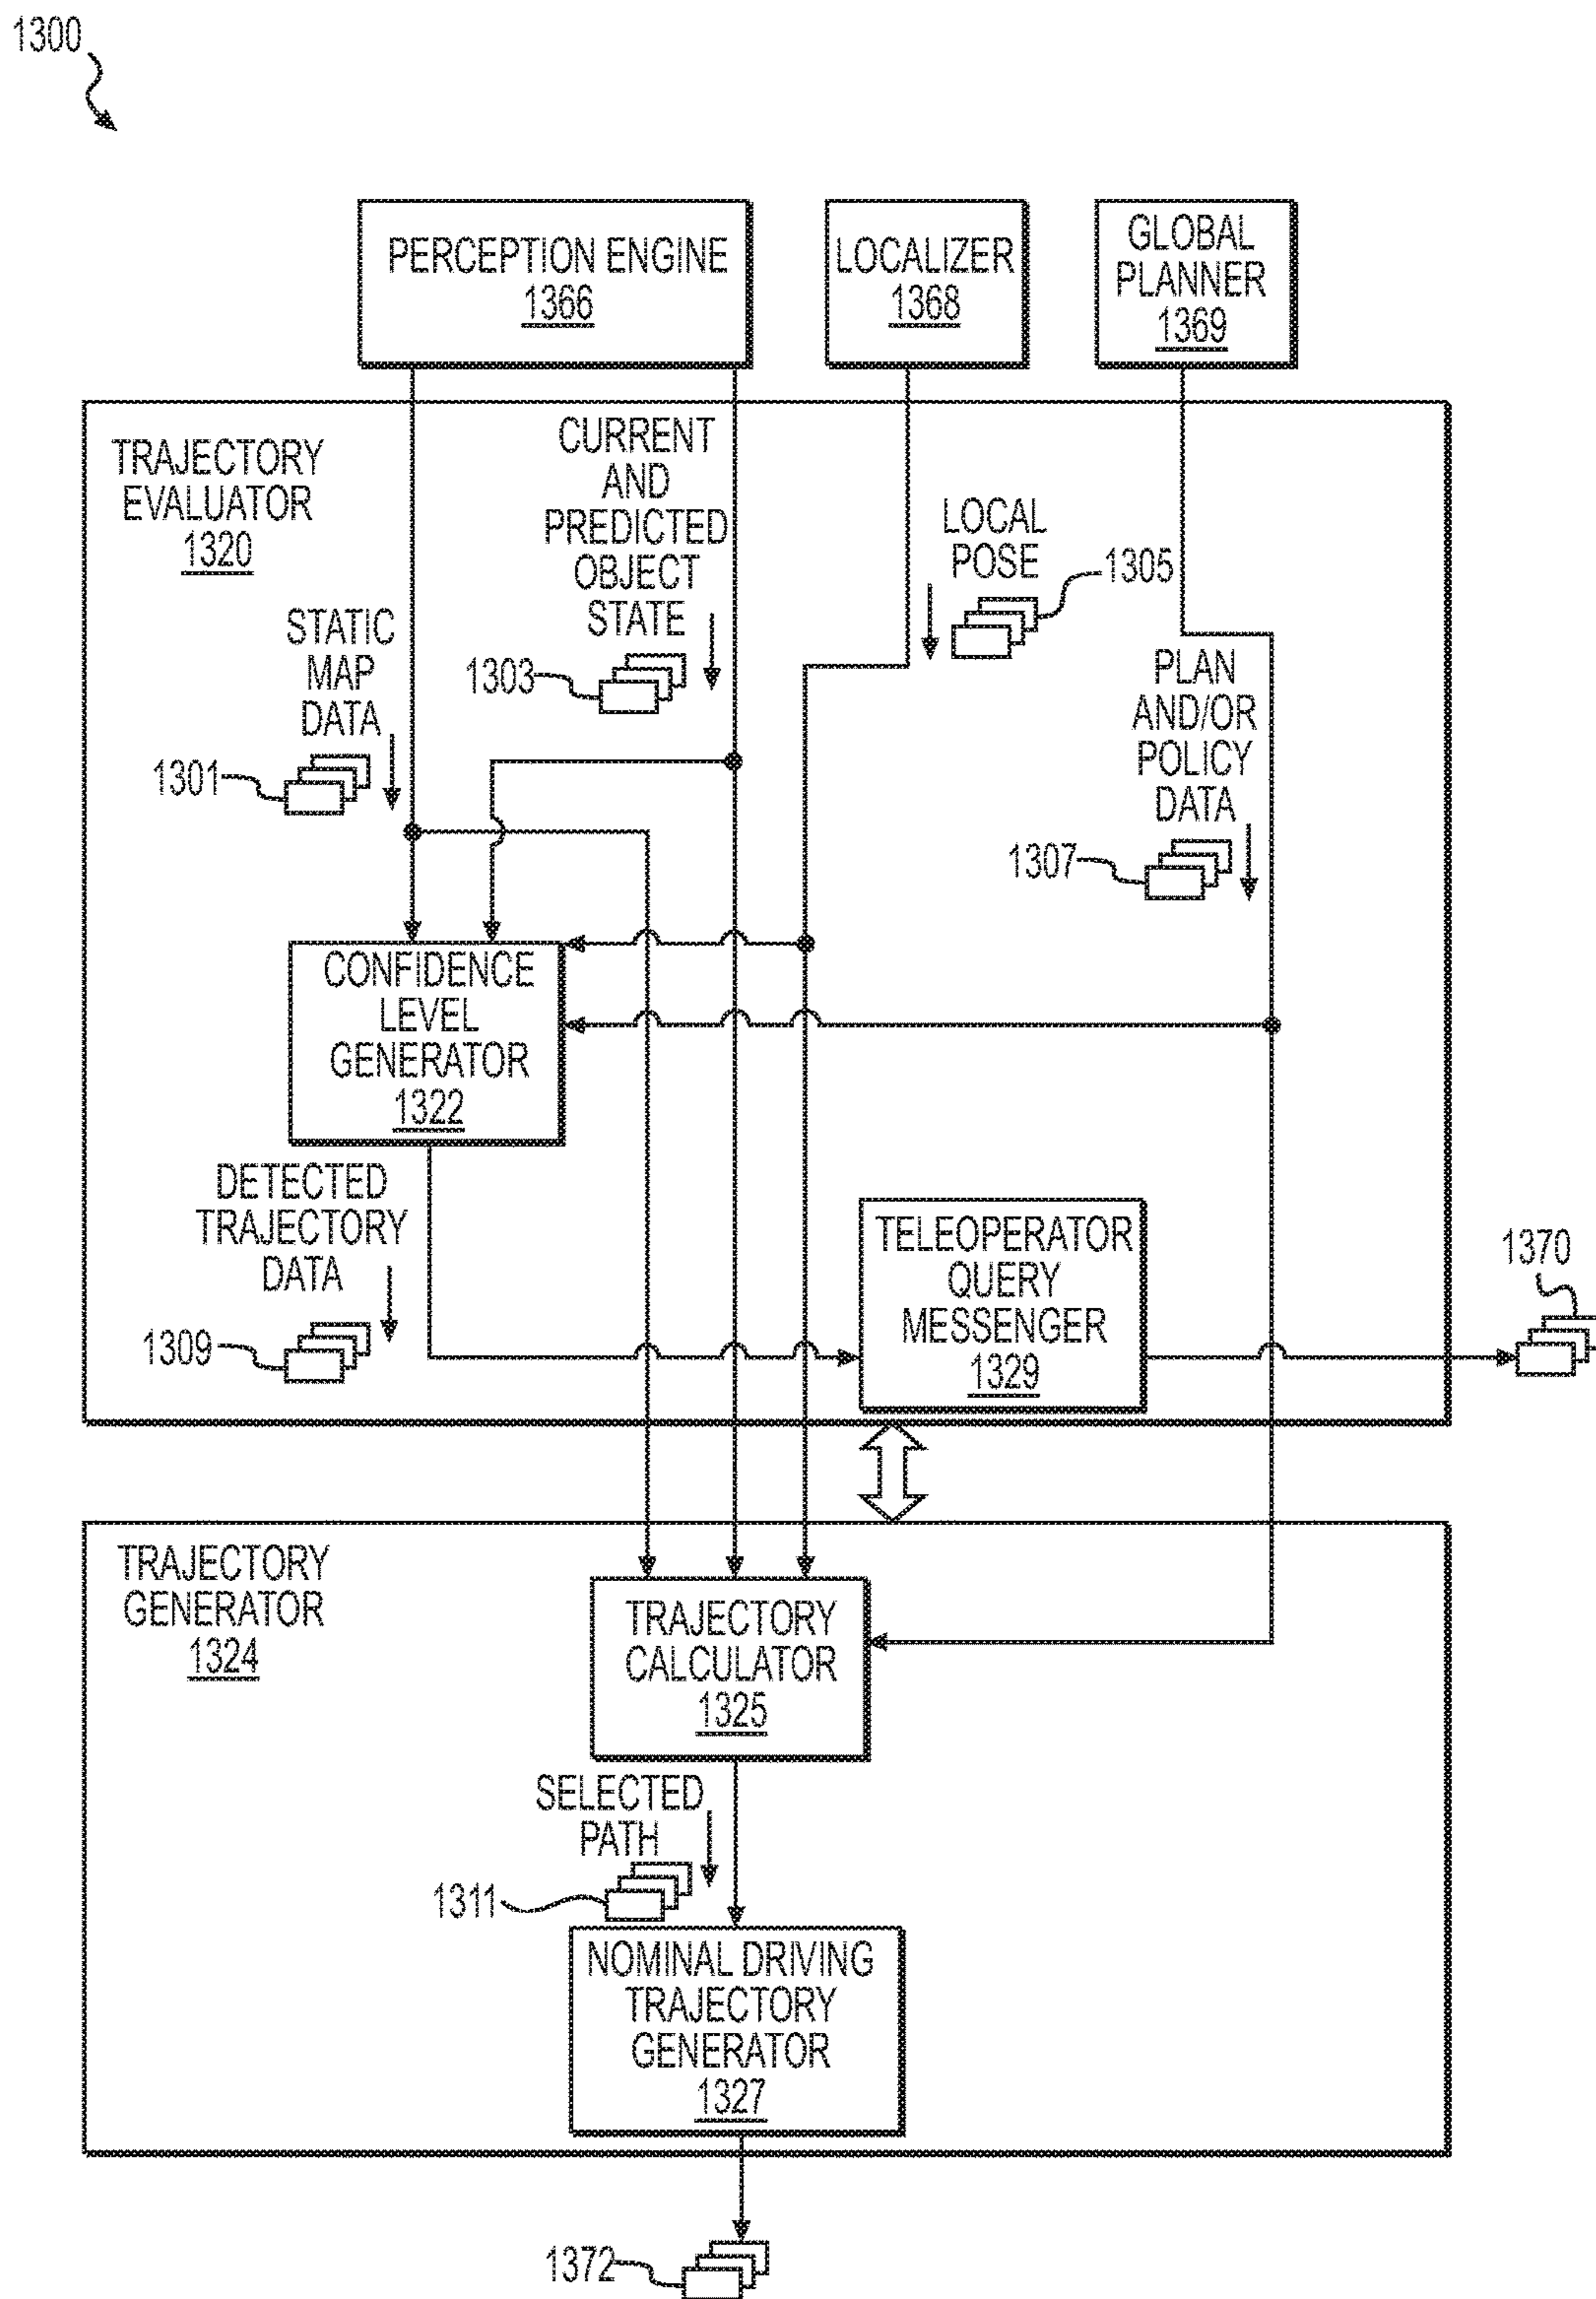 1300
PERCEPTION ENGINE
1366
LOCALIZER
1368
GLOBAL
PLANNER
1369
TRAJECTORY
EVALUATOR
1320
CURRENT
AND
PREDICTED
OBJECT
STATE
1303
LOCAL
POSE
1305
STATIC
MAP
DATA
1301
PLAN
AND/OR
POLICY
DATA
1307
CONFIDENCE
LEVEL
GENERATOR
1322
DETECTED
TRAJECTORY
DATA
1309
TELEOPERATOR
QUERY
MESSENGER
1329
1370
TRAJECTORY
GENERATOR
1324
TRAJECTORY
CALCULATOR
1325
SELECTED
PATH
1311
NOMINAL DRIVING
TRAJECTORY
GENERATOR
1327
1372